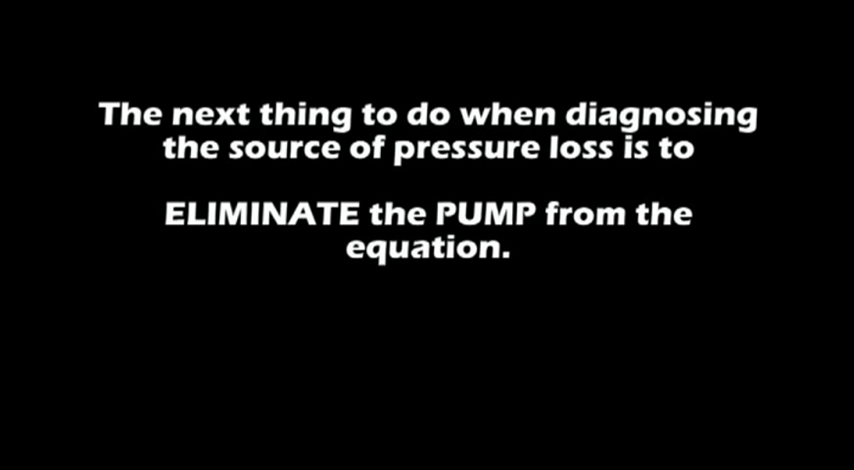 The next thing to do when diagnosing
the source of pressure loss is to
ELIMINATE the PUMP from the
equation.